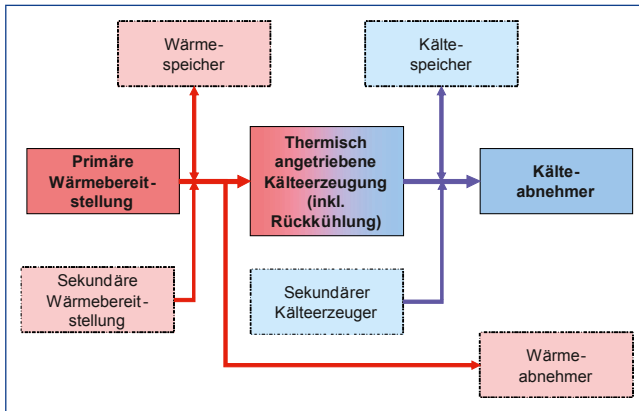 Wärme-
speicher
Kälte-
speicher
Primäre
Wärmebereit-
stellung
Thermisch
angetriebene
Kälteerzeugung
(inkl.
Rückkühlung)
Kälte-
abnehmer
Sekundäre
Wärmebereit-
stellung
Sekundärer
Kälteerzeuger
Wärme-
abnehmer